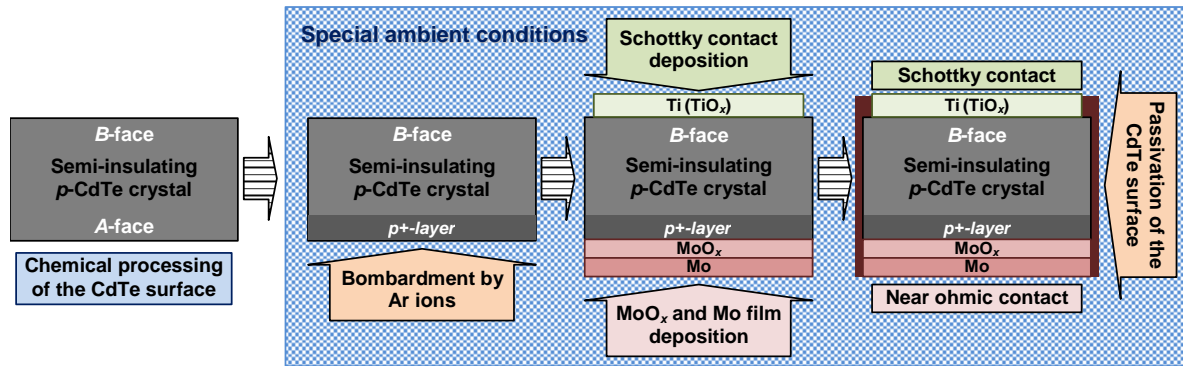 Special ambient conditions
B-face
Semi-insulating
p-CdTe crystal
A-face
Chemical processing
of the CdTe surface
B-face
Semi-insulating
p-CdTe crystal
p+-layer
Bombardment by
Ar ions
Schottky contact
deposition
Ti (TiOx)
B-face
Semi-insulating
p-CdTe crystal
p+-layer
MoOx
Mo
MoOx and Mo film
deposition
Schottky contact
Ti (TiOx)
B-face
Semi-insulating
p-CdTe crystal
p+-layer
MoOx
Mo
Near ohmic contact
Passivation of the
CdTe surface